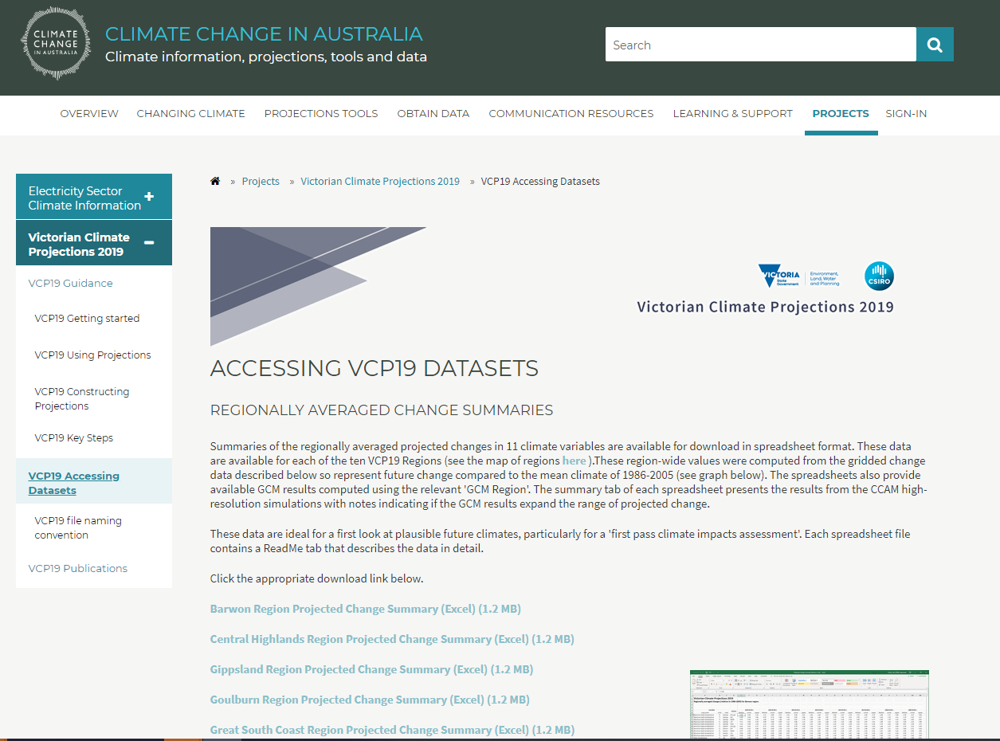 CLIMATE
CHANGE
IN AUSTRALIA
CLIMATE CHANGE IN AUSTRALIA
Climate information, projections, tools and data
Search
OVERVIEW CHANGING CLIMATE PROJECTIONS TOOLS OBTAIN DATA COMMUNICATION RESOURCES LEARNING & SUPPORT PROJECTS SIGN-IN
Electricity Sector
Climate Information
Victorian Climate
Projections 2019
VCP19 Guidance
VCP19 Getting started
VCP19 Using Projections
VCP19 Constructing
Projections
VCP19 Key Steps
VCP19 Accessing
Datasets
VCP19 file naming
convention
VCP19 Publications
» Projects » Victorian Climate Projections 2019 » VCP19 Accessing Datasets
VICTORIA
State
Government
Environment,
Land, Water
and Planning
CSIRO
Victorian Climate Projections 2019
ACCESSING VCP19 DATASETS
REGIONALLY AVERAGED CHANGE SUMMARIES
Summaries of the regionally averaged projected changes in 11 climate variables are available for download in spreadsheet format. These data
are available for each of the ten VCP19 Regions (see the map of regions here ).These region-wide values were computed from the gridded change
data described below so represent future change compared to the mean climate of 1986-2005 (see graph below). The spreadsheets also provide
available GCM results computed using the relevant 'GCM Region'. The summary tab of each spreadsheet presents the results from the CCAM high-
resolution simulations with notes indicating if the GCM results expand the range of projected change.
These data are ideal for a first look at plausible future climates, particularly for a 'first pass climate impacts assessment'. Each spreadsheet file
contains a ReadMe tab that describes the data in detail.
Click the appropriate download link below.
Barwon Region Projected Change Summary (Excel) (1.2 MB)
Central Highlands Region Projected Change Summary (Excel) (1.2 MB)
Gippsland Region Projected Change Summary (Excel) (1.2 MB)
Goulburn Region Projected Change Summary (Excel) (1.2 MB)
Great South Coast Region Projected Change Summary (Excel) (1.2 MB)
Victorian Climate Projections 2019